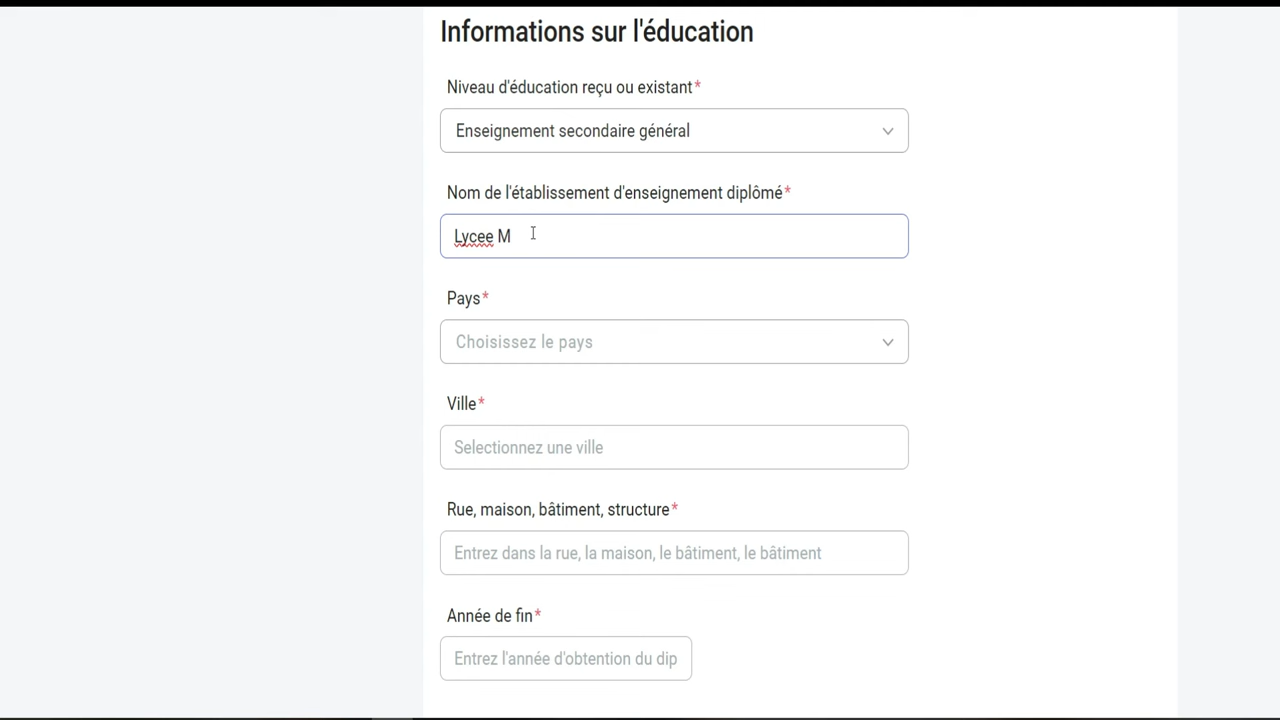 Informations sur l'éducation
Niveau d'éducation reçu ou existant*
Enseignement secondaire général
Nom de l'établissement d'enseignement diplômé*
Lycee M
Pays*
Choisissez le pays
Ville*
Selectionnez une ville
Rue, maison, bâtiment, structure*
Entrez dans la rue, la maison, le bâtiment, le bâtiment
Année de fin*
Entrez l'année d'obtention du dip